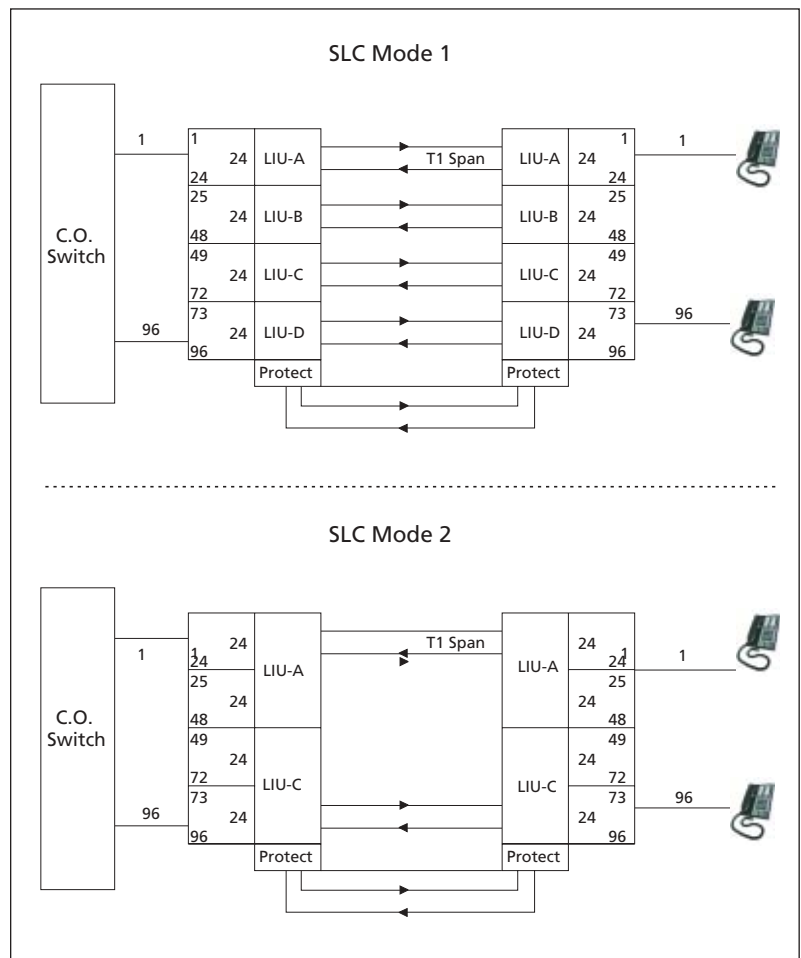 SLC Mode 1
1 1 24 LIU-A T1 Span LIU-A 24 1 1
24 24
25 25
24 LIU-B LIU-B 24
48 48
C.O.
Switch
49 49
24 LIU-C LIU-C 24
72 72
73 73
96 24 LIU-D LIU-D 24 96
96 96
Protect Protect
SLC Mode 2
1 1 24 LIU-A T1 Span LIU-A 24 1 1
24 24
25 25
24 24
48 48
C.O.
Switch
49 49
24 LIU-C LIU-C 24
72 72
73 73
96 24 24 96
96 96
Protect Protect